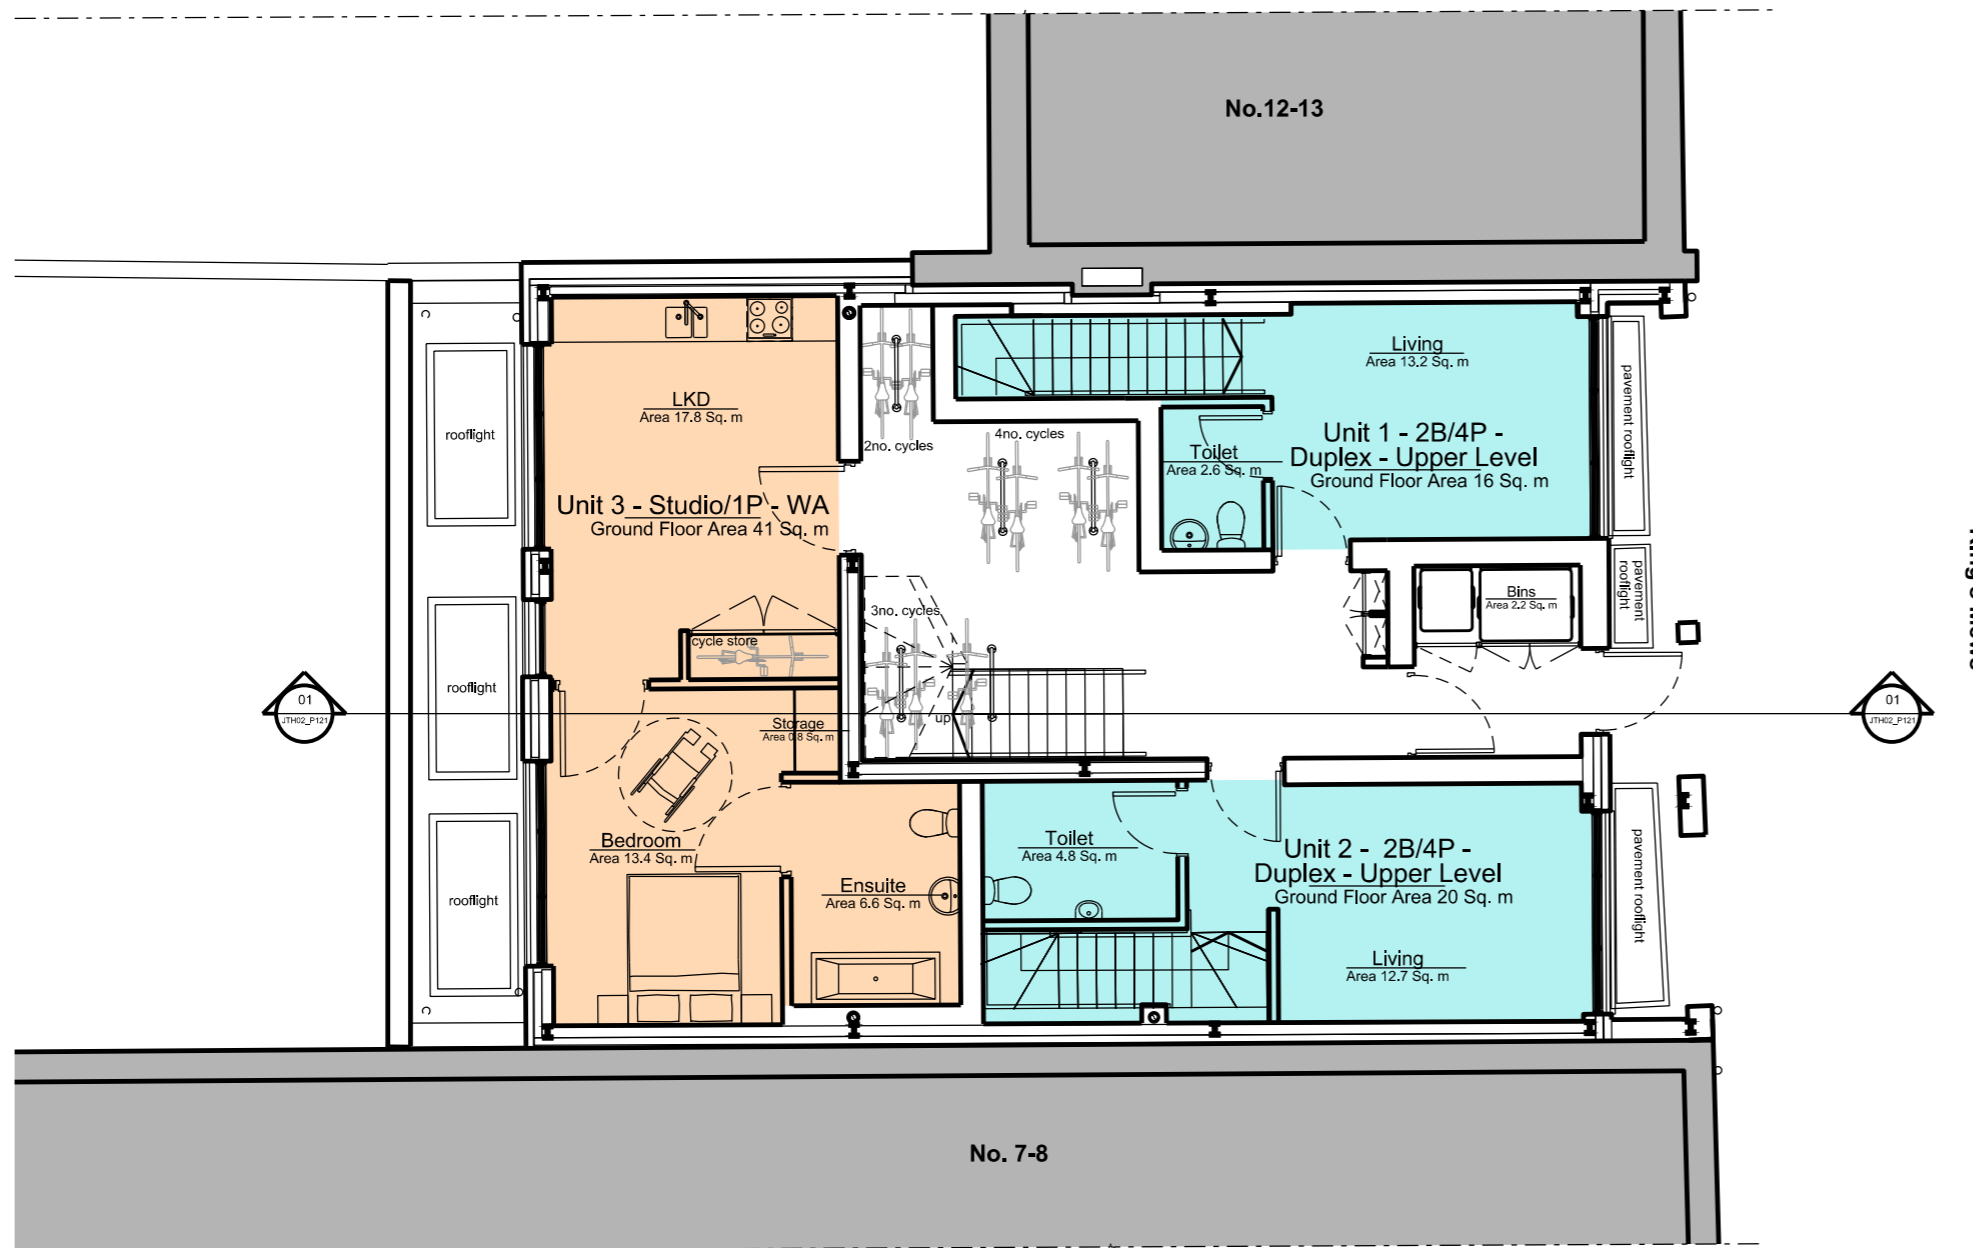 No.12-13
Living
Area 13.2 Sq. m
pavement rooflight
LKD
Area 17.8 Sq. m
rooflight
2no. cycles
4no. cycles
Toilet
Area 2.6 Sq. m
Unit 1 - 2B/4P -
Duplex - Upper Level
Ground Floor Area 16 Sq. m
Unit 3 - Studio/1P - WA
Ground Floor Area 41 Sq. m
pavement
rooflight
Bins
Area 2.2 Sq. m
3no. cycles
cycle store
rooflight
01
JTH02_P121
Storage
Area 0.8 Sq. m
up
01
JTH02_P121
Bedroom
Area 13.4 Sq. m
Toilet
Area 4.8 Sq. m
Unit 2 - 2B/4P -
Duplex - Upper Level
Ground Floor Area 20 Sq. m
pavement rooflight
Ensuite
Area 6.6 Sq. m
rooflight
Living
Area 12.7 Sq. m
No. 7-8